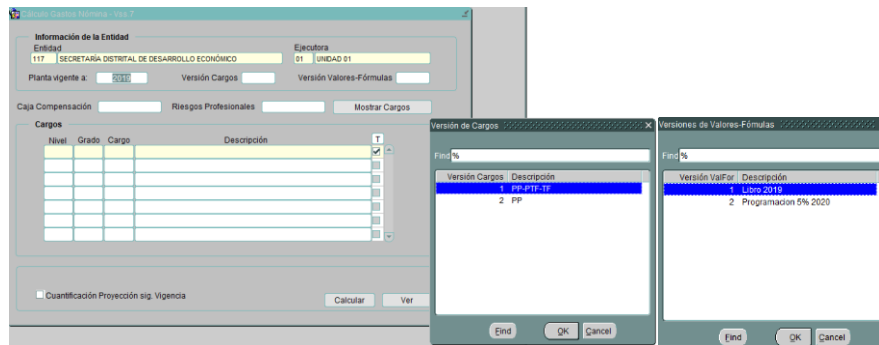 Cálculo Gastos Nómina - Vrs. 7
Información de la Entidad
Entidad
Ejecutora
117 SECRETARÍA DISTRITAL DE DESARROLLO ECONÓMICO
01 UNIDAD 01
Planta vigente a: 2019 Versión Cargos Versión Valores-Fórmulas
Caja Compensación Riesgos Profesionales Mostrar Cargos
Cargos
Nivel Grado Cargo Descripción T
Cuantificación Proyección sig. Vigencia
Calcular Ver
Versión de Cargos
Find %
Versión Cargos Descripción
1 PP-PTF-TF
2 PP
Find OK Cancel
Versiones de Valores-Fómulas
Find %
Versión ValFor Descripción
1 Libro 2019
2 Programacion 5% 2020
Find OK Cancel